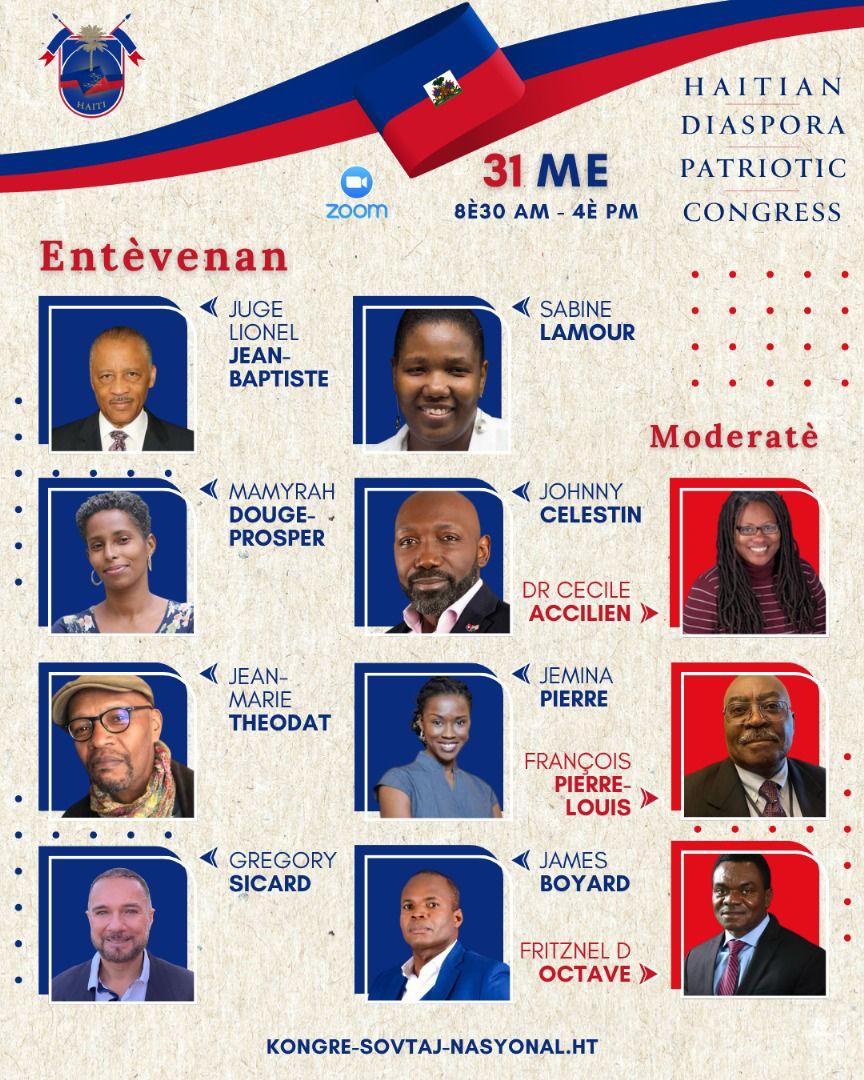 HAITI
HAITIAN
DIASPORA
PATRIOTIC
CONGRESS
zoom
31 ME
8È30 AM - 4È PM
Entèvenan
JUGE
LIONEL
JEAN-
BAPTISTE
SABINE
LAMOUR
Moderatè
MAMYRAH
DOUGE-
PROSPER
JOHNNY
CELESTIN
DR CECILE
ACCILIEN
JEAN-
MARIE
THEODAT
JEMINA
PIERRE
FRANÇOIS
PIERRE-
LOUIS
GREGORY
SICARD
JAMES
BOYARD
FRITZNEL D
OCTAVE
KONGRE-SOVTAJ-NASYONAL.HT